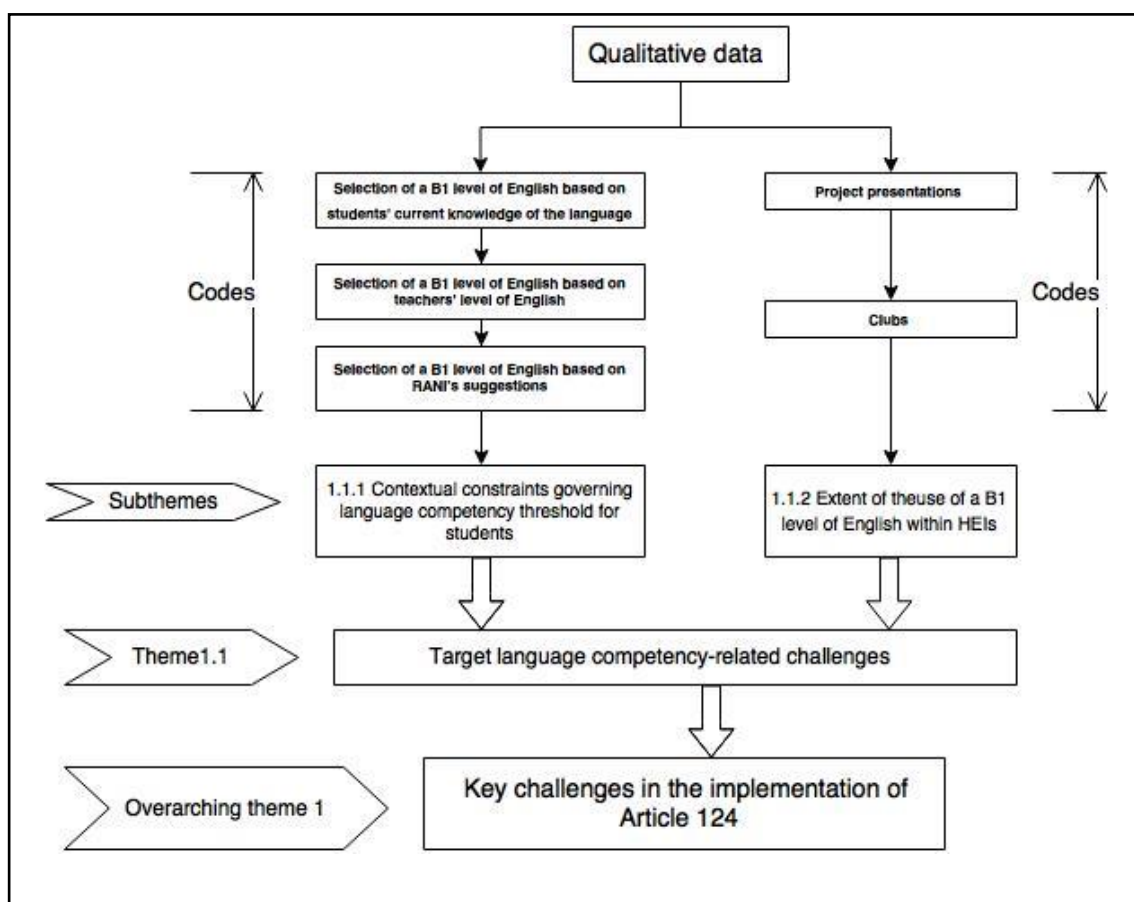 Qualitative data
Selection of a B1 level of English based on
students' current knowledge of the language
Project presentations
Codes
Selection of a B1 level of English based on
teachers' level of English
Codes
Clubs
Selection of a B1 level of English based on
RANI's suggestions
Subthemes
1.1.1 Contextual constraints governing
language competency threshold for
students
1.1.2 Extent of theuse of a B1
level of English within HEIs
Theme1.1
Target language competency-related challenges
Overarching theme 1
Key challenges in the implementation of
Article 124